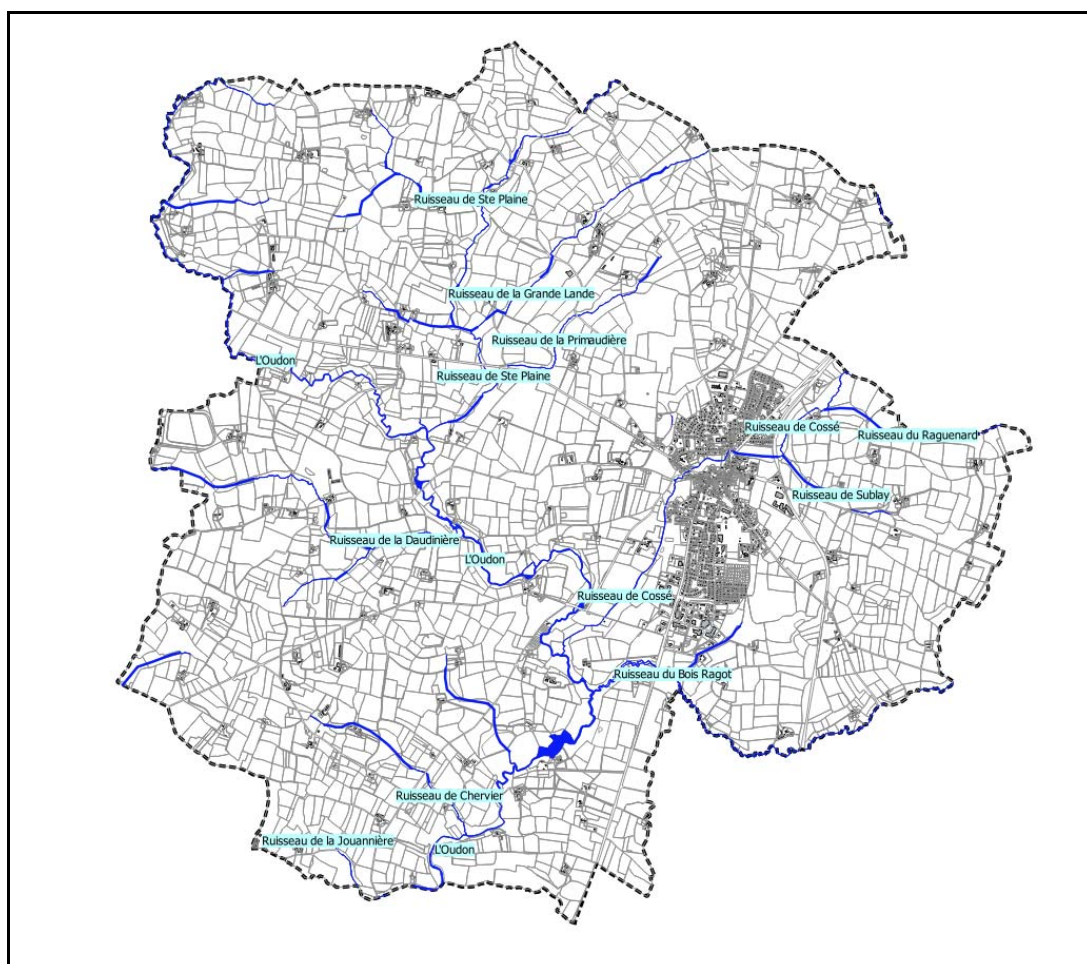 Ruisseau de Ste Plaine
Ruisseau de la Grande Lande
Ruisseau de la Primaudière
L'Oudon
Ruisseau de Ste Plaine
Ruisseau de Cossé
Ruisseau du Raguenard
Ruisseau de Sublay
Ruisseau de la Daudinière
L'Oudon
Ruisseau de Cossé
Ruisseau du Bois Ragot
Ruisseau de Chervier
Ruisseau de la Jouannière
L'Oudon